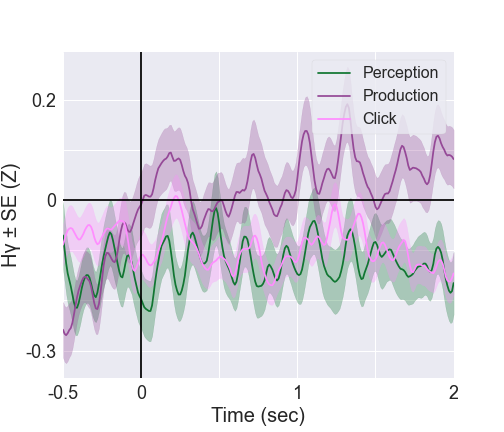 Perception
Production
Click
0.2
0
-0.3
Hγ ± SE (Z)
-0.5
0
1
2
Time (sec)